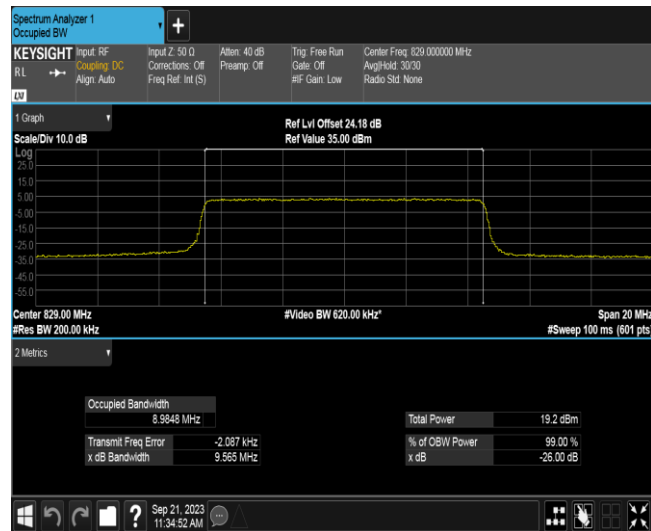 Spectrum Analyzer 1
Occupied BW
+
KEYSIGHT Input: RF Input Z: 50 Ω Atten: 40 dB Trig: Free Run Center Freq: 829.000000 MHz
RL Coupling: DC Corrections: Off Preamp: Off Gate: Off Avg|Hold: 30/30
Align: Auto Freq Ref: Int (S) #IF Gain: Low Radio Std: None
LXI
1 Graph
Ref Lvl Offset 24.18 dB
Scale/Div 10.0 dB Ref Value 35.00 dBm
Log
25.0
15.0
5.00
-5.00
-15.0
-25.0
-35.0
-45.0
-55.0
Center 829.00 MHz #Video BW 620.00 kHz* Span 20 MHz
#Res BW 200.00 kHz #Sweep 100 ms (601 pts)
2 Metrics
Occupied Bandwidth
8.9848 MHz Total Power 19.2 dBm
Transmit Freq Error -2.087 kHz % of OBW Power 99.00 %
x dB Bandwidth 9.565 MHz x dB -26.00 dB
? Sep 21, 2023
11:34:52 AM